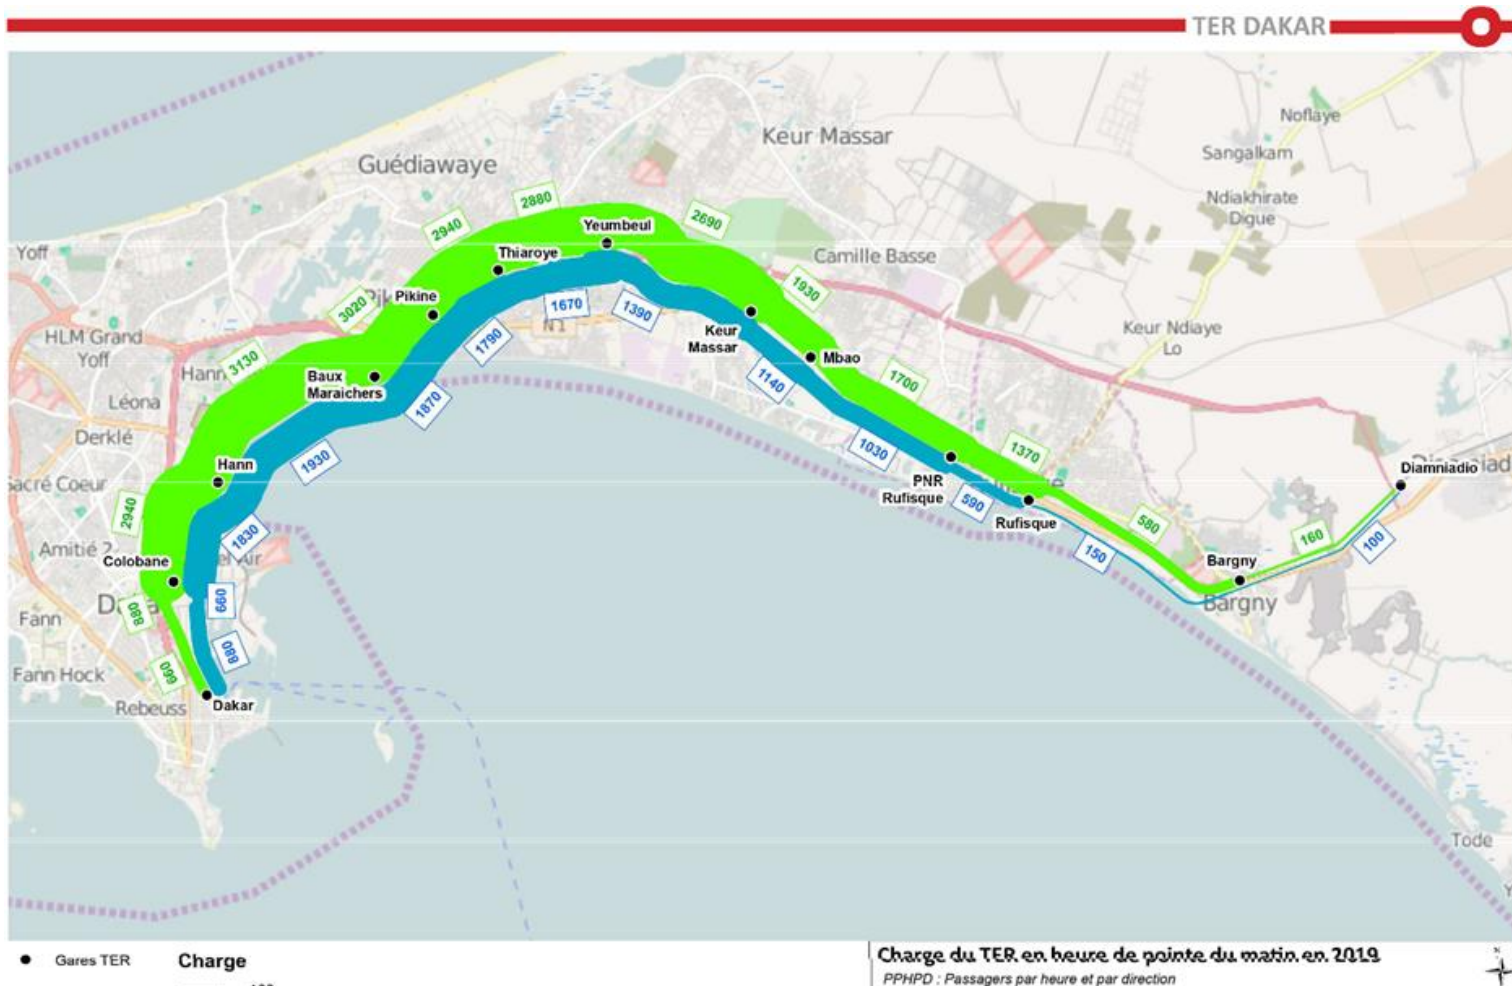 TER DAKAR
Noflaye
Keur Massar
Sangalkam
Guédiawaye
Ndiakhirate
Digue
2880
2940
2690
Yeumbeul
Yoff
Thiaroye
Camille Basse
1930
Pikine
3020
1670
1390
N 1
Keur
Massar
Keur Ndiaye
Lo
HLM Grand
Yoff
3130
1790
Mbao
Hann
Baux
Maraichers
1140
1700
Léona
1870
Derklé
1030
1370
Hann
1930
Diamniadio
Sacré Coeur
PNR
Rufisque
590
2940
Rufisque
580
160
100
1830
Amitié 2
150
Colobane
Bargny
880
660
Bargny
Fann
880
660
Fann Hock
Rebeuss
Dakar
Tode
Gares TER
Charge
Charge du TER en heure de pointe du matin en 2019
PPHPD : Passagers par heure et par direction
N